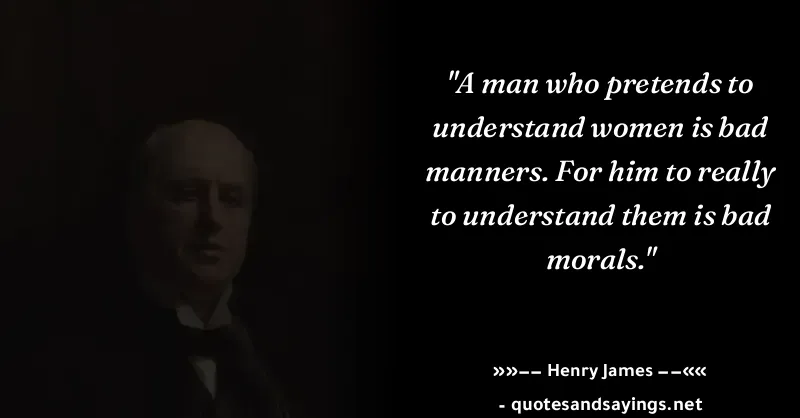 "A man who pretends to
understand women is bad
manners. For him to really
to understand them is bad
morals."
»»−− Henry James −−««
- quotesandsayings.net